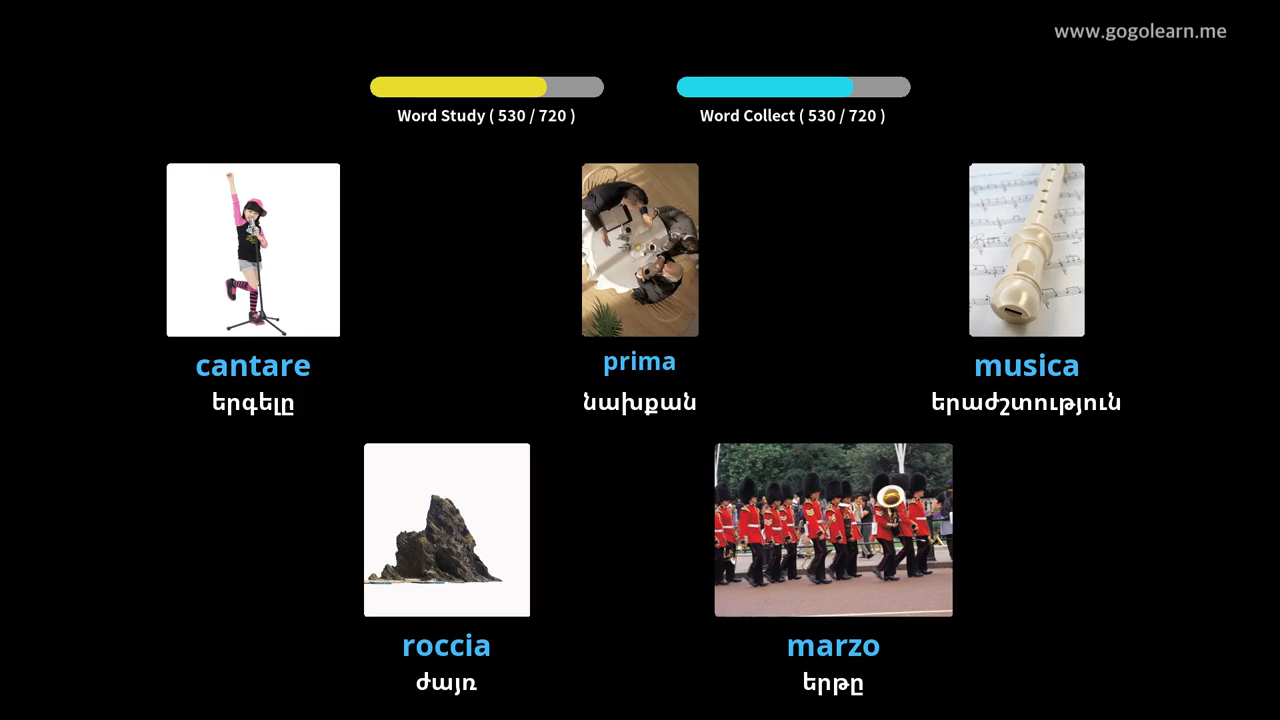 www.gogolearn.me
Word Study ( 530 / 720 )
Word Collect ( 530 / 720 )
cantare
երգելը
prima
նախքան
musica
երաժշտություն
roccia
ժայռ
marzo
երթը